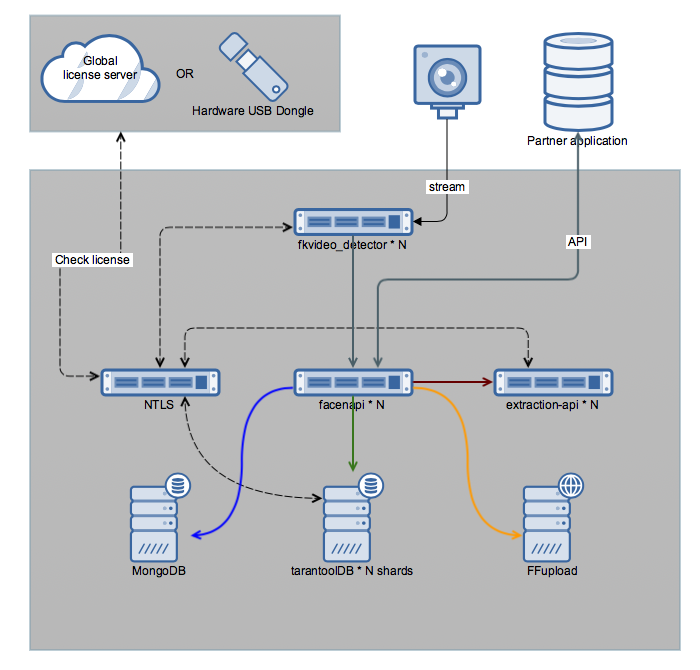 Global
license server
OR
Hardware USB Dongle
Partner application
stream
fkvideo_detector * N
API
Check license
NTLS
facenapi * N
extraction-api * N
MongoDB
tarantoolDB * N shards
FFupload